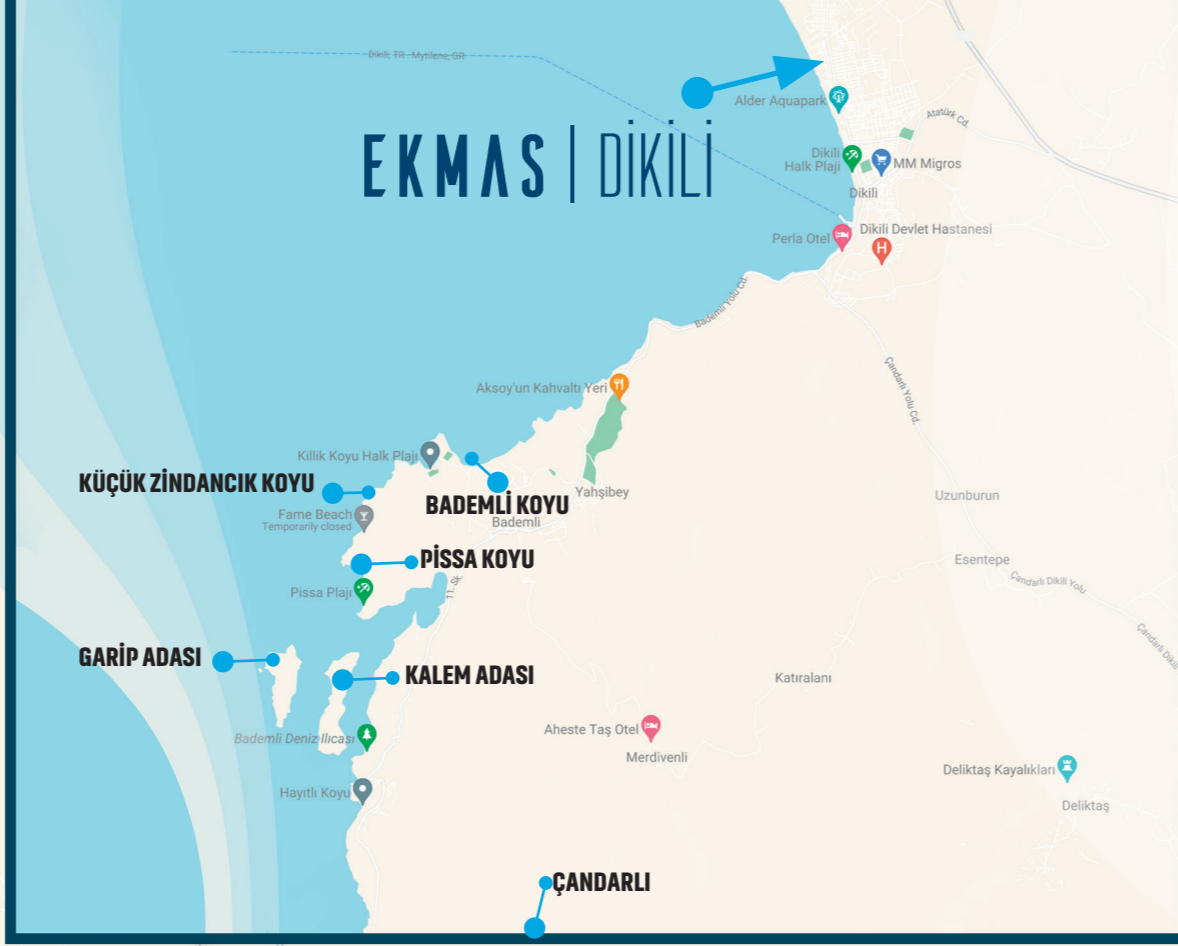 Dikili, TR - Mytilene, GR
EKMAS | DİKİLİ
Alder Aquapark
Atatürk Cd.
Dikili
Halk Plajı
MM Migros
Dikili
Perla Otel
Dikili Devlet Hastanesi
H
Bademli Yolu Cd.
Çandarlı Yolu Cd.
Aksoy'un Kahvaltı Yeri
Killik Koyu Halk Plajı
KÜÇÜK ZİNDANCIK KOYU
BADEMLİ KOYU
Yahşibey
Uzunburun
Fame Beach
Temporarily closed
Bademli
PİSSA KOYU
Esentepe
Çandarlı Dikili Yolu
Pissa Plajı
11. Sk.
Çandarlı Dikili
GARİP ADASI
KALEM ADASI
Katıralanı
Bademli Deniz Ilıcası
Aheste Taş Otel
Merdivenli
Deliktaş Kayalıkları
Hayıtlı Koyu
Deliktaş
ÇANDARLI